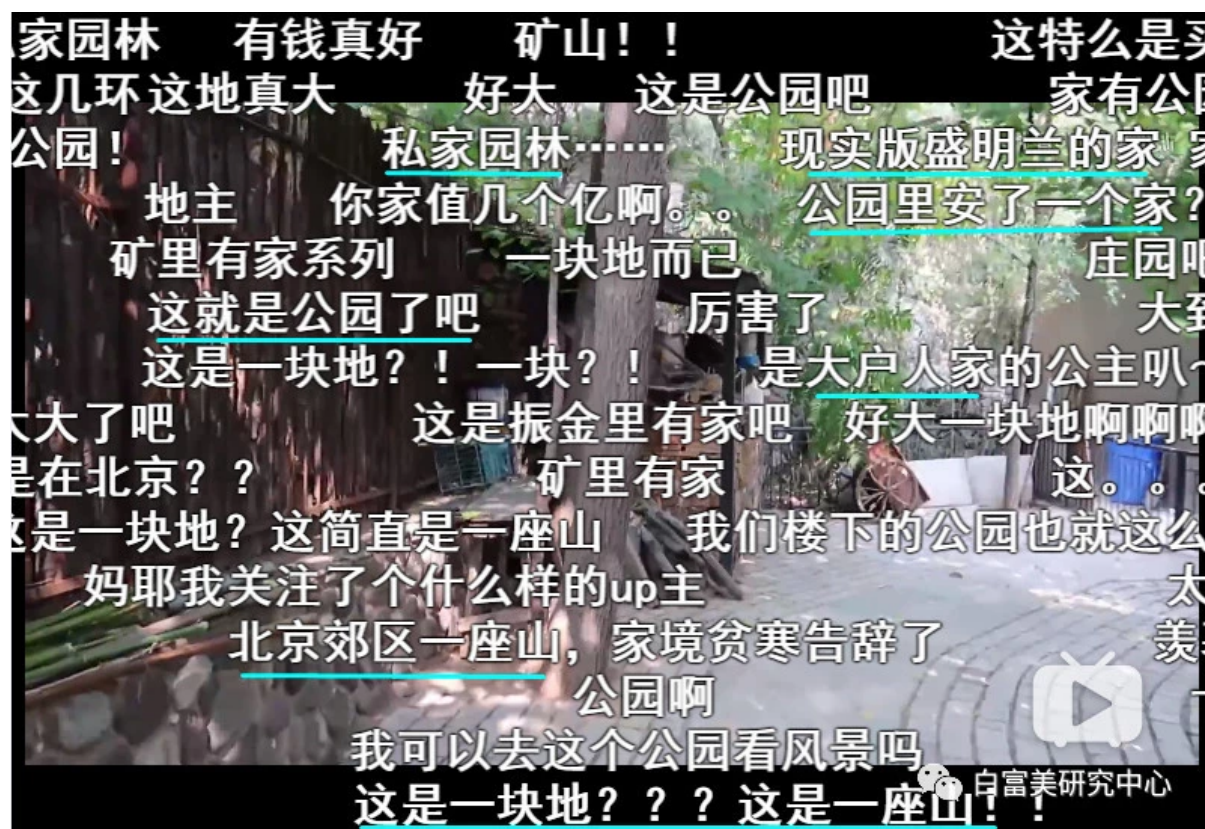 家园林 有钱真好 矿山！！ 这特么是买
这几环 这地真大 好大 这是公园吧 家有公园
公园！ 私家园林…… 现实版盛明兰的家 家
地主 你家值几个亿啊。。 公园里安了一个家？
矿里有家系列 一块地而已 庄园吧
这就是公园了吧 厉害了 大到
这是一块地？！一块？！ 是大户人家的公主叭~
大大了吧 这是振金里有家吧 好大一块地啊啊啊
是在北京？？ 矿里有家 这。。。
这是一块地？这简直是一座山 我们楼下的公园也就这么
妈耶我关注了个什么样的up主 太
北京郊区一座山，家境贫寒告辞了 羡
公园啊
我可以去这个公园看风景吗
白富美研究中心
这是一块地？？？这是一座山！！